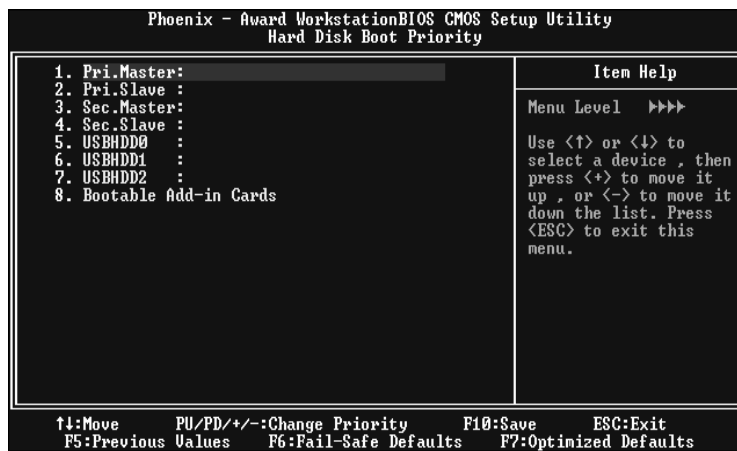 Phoenix - Award WorkstationBIOS CMOS Setup Utility
Hard Disk Boot Priority
1. Pri.Master:
2. Pri.Slave :
3. Sec.Master:
4. Sec.Slave :
5. USBHDD0 :
6. USBHDD1 :
7. USBHDD2 :
8. Bootable Add-in Cards
Item Help
Menu Level ►►►►
Use <↑> or <↓> to
select a device , then
press <+> to move it
up , or <-> to move it
down the list. Press
<ESC> to exit this
menu.
↑↓:Move PU/PD/+/-:Change Priority F10:Save ESC:Exit
F5:Previous Values F6:Fail-Safe Defaults F7:Optimized Defaults